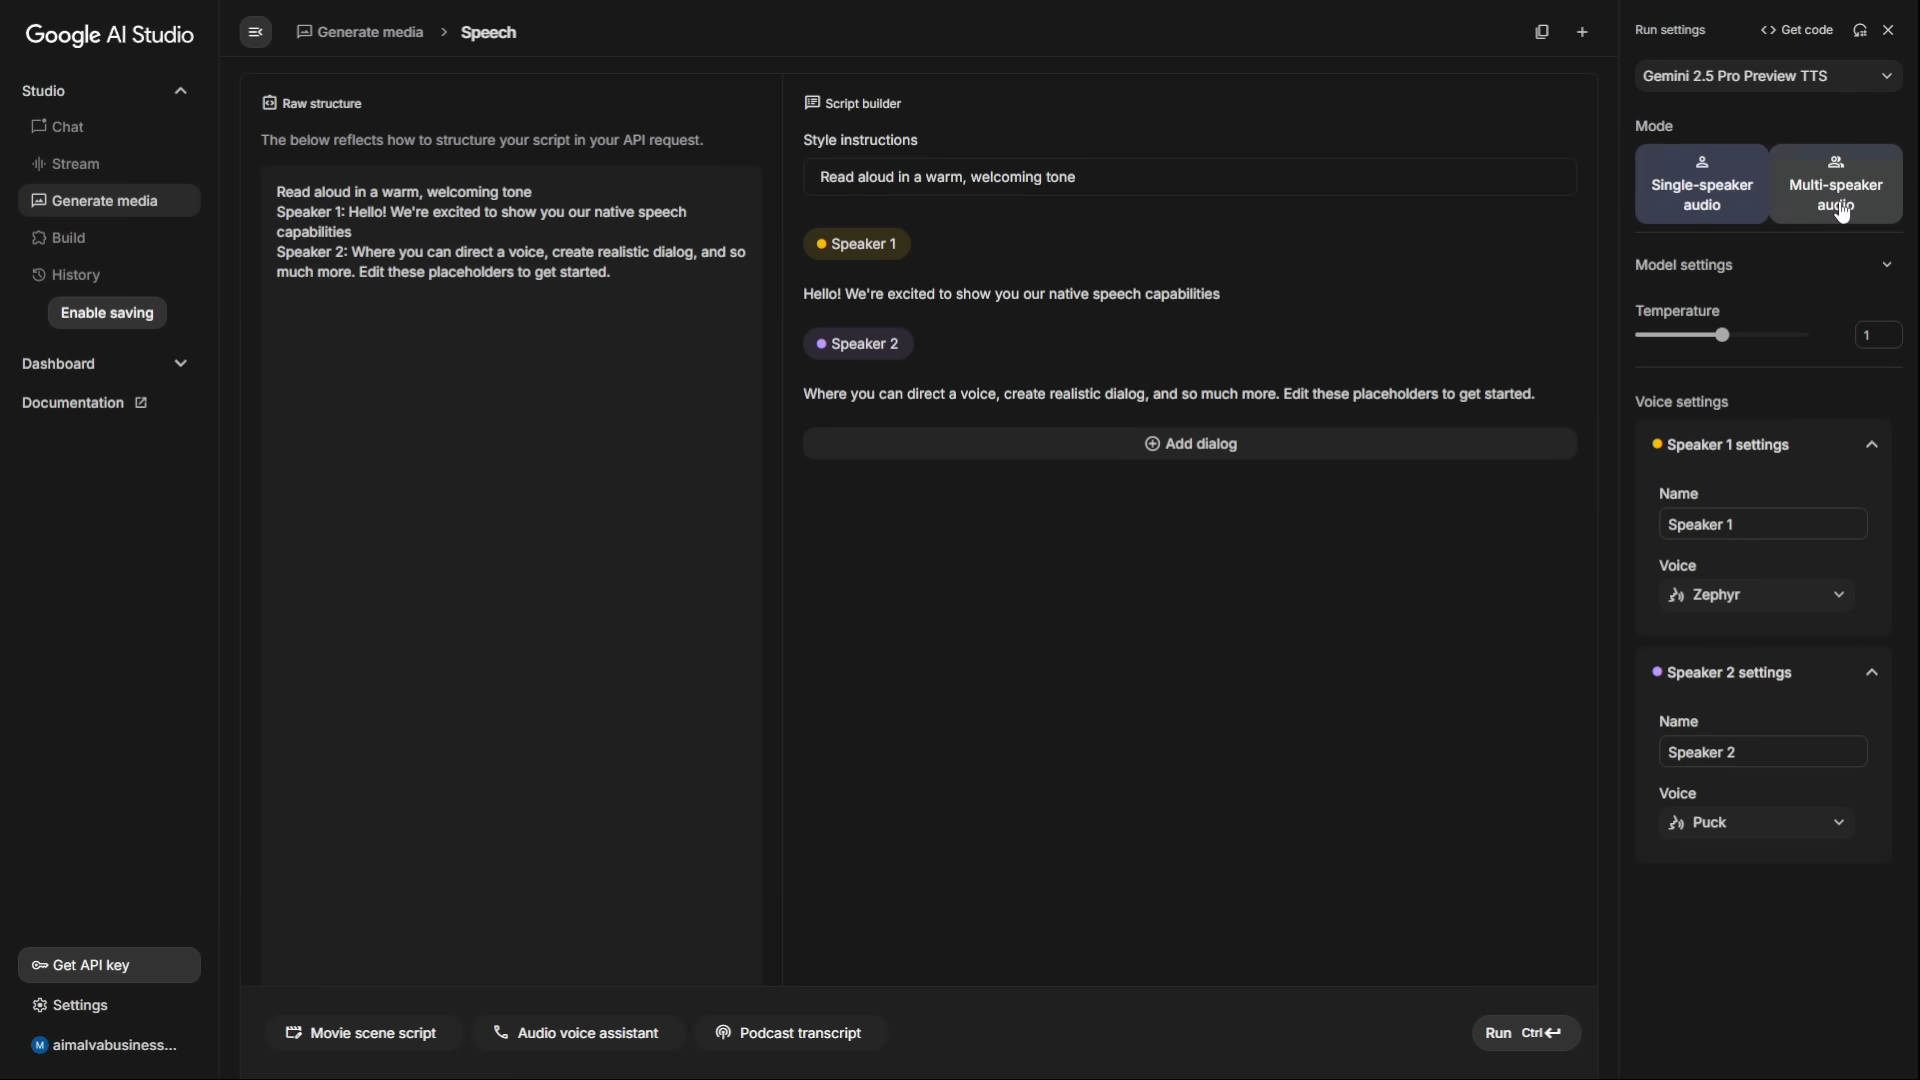 Google AI Studio
Studio
Chat
Stream
Generate media
Build
History
Enable saving
Dashboard
Documentation
Get API key
Settings
M aimalvabusiness...
Generate media > Speech
Raw structure
The below reflects how to structure your script in your API request.
Read aloud in a warm, welcoming tone
Speaker 1: Hello! We're excited to show you our native speech
capabilities
Speaker 2: Where you can direct a voice, create realistic dialog, and so
much more. Edit these placeholders to get started.
Script builder
Style instructions
Read aloud in a warm, welcoming tone
Speaker 1
Hello! We're excited to show you our native speech capabilities
Speaker 2
Where you can direct a voice, create realistic dialog, and so much more. Edit these placeholders to get started.
Add dialog
Movie scene script
Audio voice assistant
Podcast transcript
Run Ctrl
Run settings
<> Get code
Gemini 2.5 Pro Preview TTS
Mode
Single-speaker
audio
Multi-speaker
audio
Model settings
Temperature
1
Voice settings
Speaker 1 settings
Name
Speaker 1
Voice
Zephyr
Speaker 2 settings
Name
Speaker 2
Voice
Puck